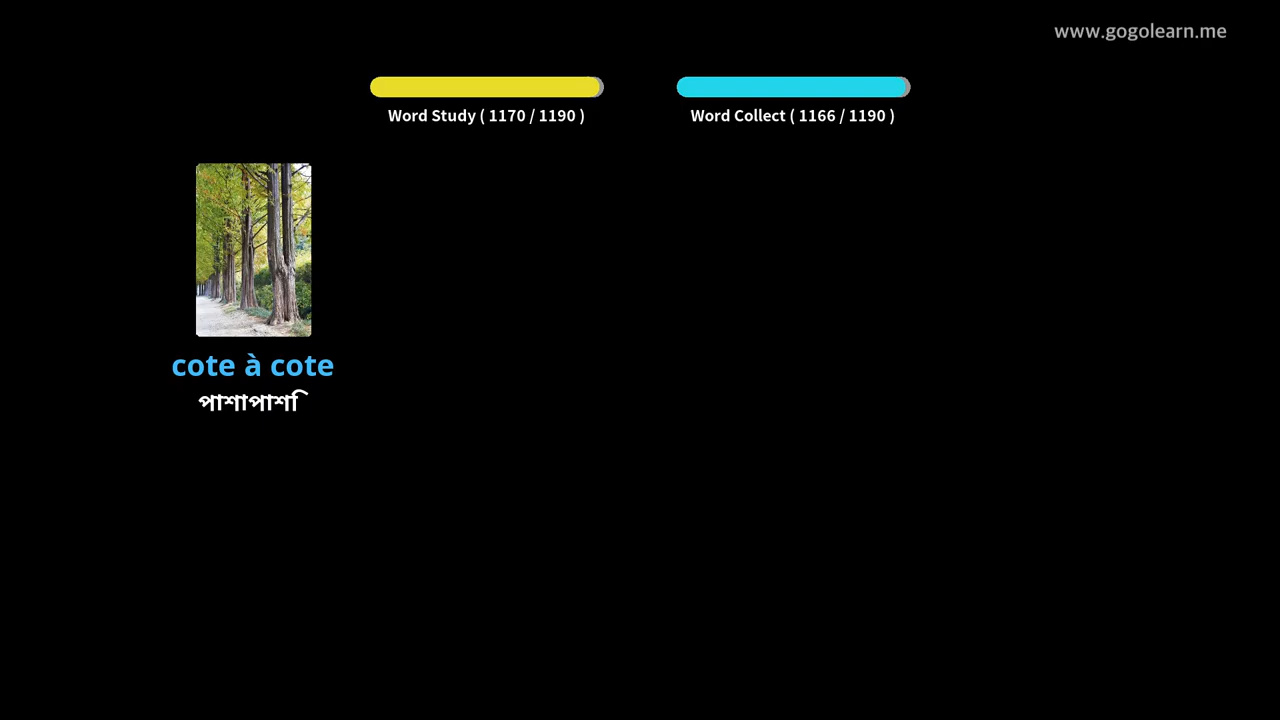 www.gogolearn.me
Word Study ( 1170 / 1190 )
Word Collect ( 1166 / 1190 )
cote à cote
পাশাপাশি